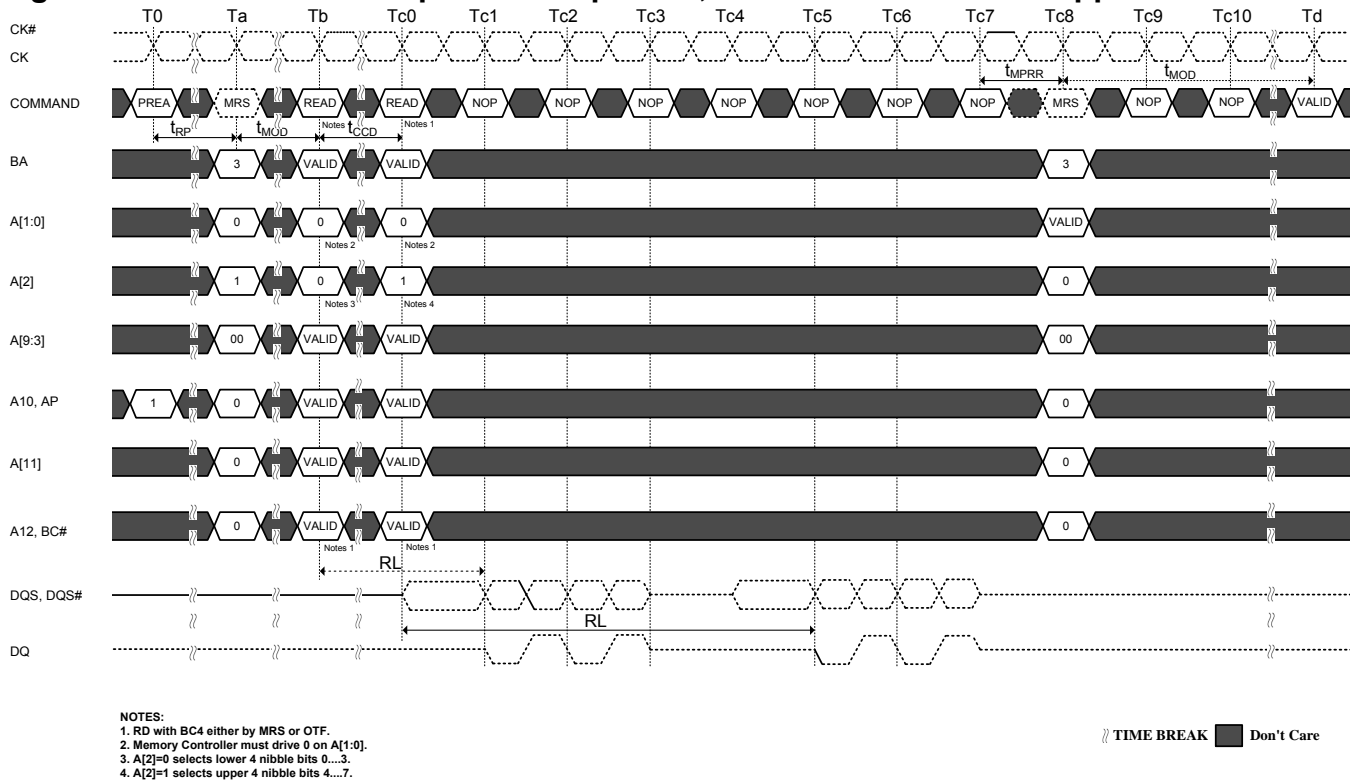 T0 Ta Tb Tc0 Tc1 Tc2 Tc3 Tc4 Tc5 Tc6 Tc7 Tc8 Tc9 Tc10 Td
CK#
CK
tMPRR tMOD
COMMAND PREA MRS READ READ NOP NOP NOP NOP NOP NOP NOP MRS NOP NOP VALID
Notes 1 Notes 1
tRP tMOD tCCD
BA 3 VALID VALID 3
A[1:0] 0 0 0 VALID
Notes 2 Notes 2
A[2] 1 0 1 0
Notes 3 Notes 4
A[9:3] 00 VALID VALID 00
A10, AP 1 0 VALID VALID 0
A[11] 0 VALID VALID 0
A12, BC# 0 VALID VALID 0
Notes 1 Notes 1
RL
DQS, DQS#
RL
DQ
NOTES:
1. RD with BC4 either by MRS or OTF.
2. Memory Controller must drive 0 on A[1:0].
3. A[2]=0 selects lower 4 nibble bits 0....3.
4. A[2]=1 selects upper 4 nibble bits 4....7.
TIME BREAK Don't Care